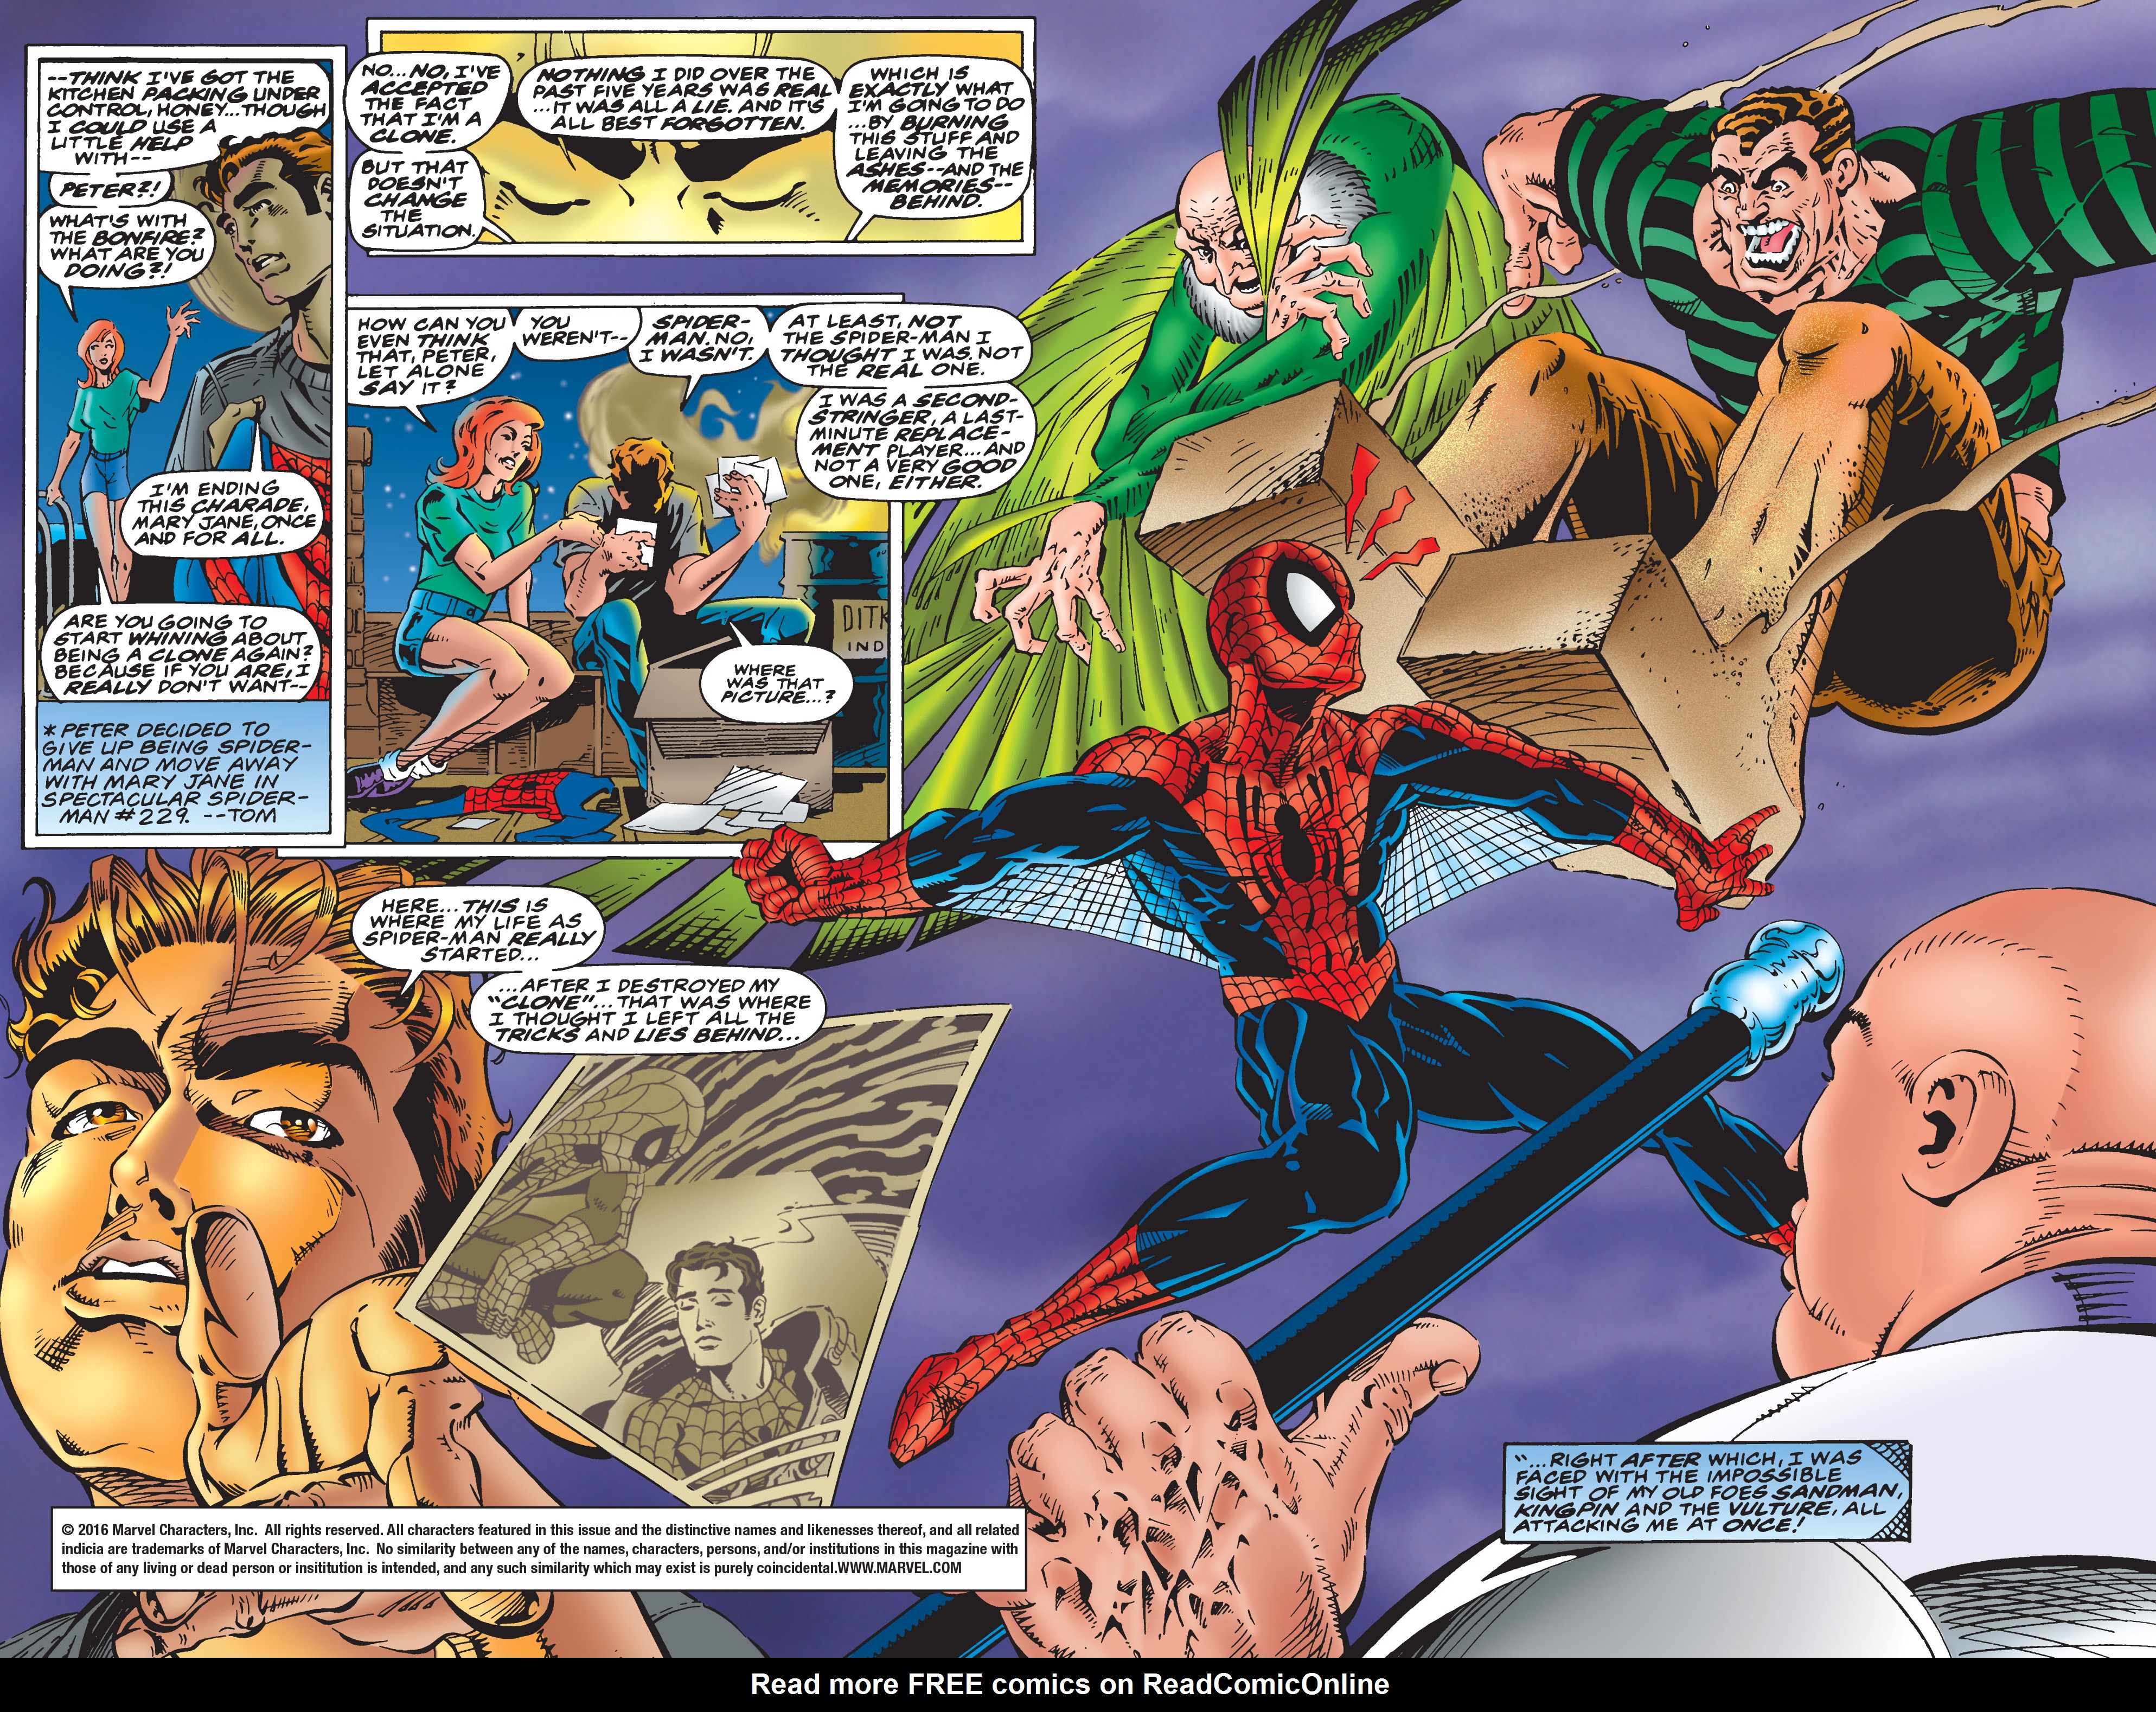 --THINK I'VE GOT THE
KITCHEN PACKING UNDER
CONTROL, HONEY...THOUGH
I COULD USE A
LITTLE HELP
WITH--
PETER?!
WHAT'S WITH
THE BONFIRE?
WHAT ARE YOU
DOING?!
I'M ENDING
THIS CHARADE,
MARY JANE, ONCE
AND FOR ALL.
ARE YOU GOING TO
START WHINING ABOUT
BEING A CLONE AGAIN?
BECAUSE IF YOU ARE, I
REALLY DON'T WANT--
* PETER DECIDED TO
GIVE UP BEING SPIDER-
MAN AND MOVE AWAY
WITH MARY JANE IN
SPECTACULAR SPIDER-
MAN #229. --TOM
NO...NO, I'VE
ACCEPTED
THE FACT
THAT I'M A
CLONE.
BUT THAT
DOESN'T
CHANGE
THE
SITUATION.
NOTHING I DID OVER THE
PAST FIVE YEARS WAS REAL
...IT WAS ALL A LIE. AND IT'S
ALL BEST FORGOTTEN.
WHICH IS
EXACTLY WHAT
I'M GOING TO DO
...BY BURNING
THIS STUFF AND
LEAVING THE
ASHES--AND THE
MEMORIES--
BEHIND.
HOW CAN YOU
EVEN THINK
THAT, PETER,
LET ALONE
SAY IT?
YOU
WEREN'T--
SPIDER-
MAN. NO,
I WASN'T.
AT LEAST, NOT
THE SPIDER-MAN I
THOUGHT I WAS. NOT
THE REAL ONE.
I WAS A SECOND-
STRINGER, A LAST-
MINUTE REPLACE-
MENT PLAYER...AND
NOT A VERY GOOD
ONE, EITHER.
DITK
IND
WHERE
WAS THAT
PICTURE...?
HERE...THIS IS
WHERE MY LIFE AS
SPIDER-MAN REALLY
STARTED...
...AFTER I DESTROYED MY
"CLONE"...THAT WAS WHERE
I THOUGHT I LEFT ALL THE
TRICKS AND LIES BEHIND...
"...RIGHT AFTER WHICH, I WAS
FACED WITH THE IMPOSSIBLE
SIGHT OF MY OLD FOES SANDMAN,
KINGPIN AND THE VULTURE, ALL
ATTACKING ME AT ONCE!
© 2016 Marvel Characters, Inc. All rights reserved. All characters featured in this issue and the distinctive names and likenesses thereof, and all related
indicia are trademarks of Marvel Characters, Inc. No similarity between any of the names, characters, persons, and/or institutions in this magazine with
those of any living or dead person or insititution is intended, and any such similarity which may exist is purely coincidental.WWW.MARVEL.COM
Read more FREE comics on ReadComicOnline